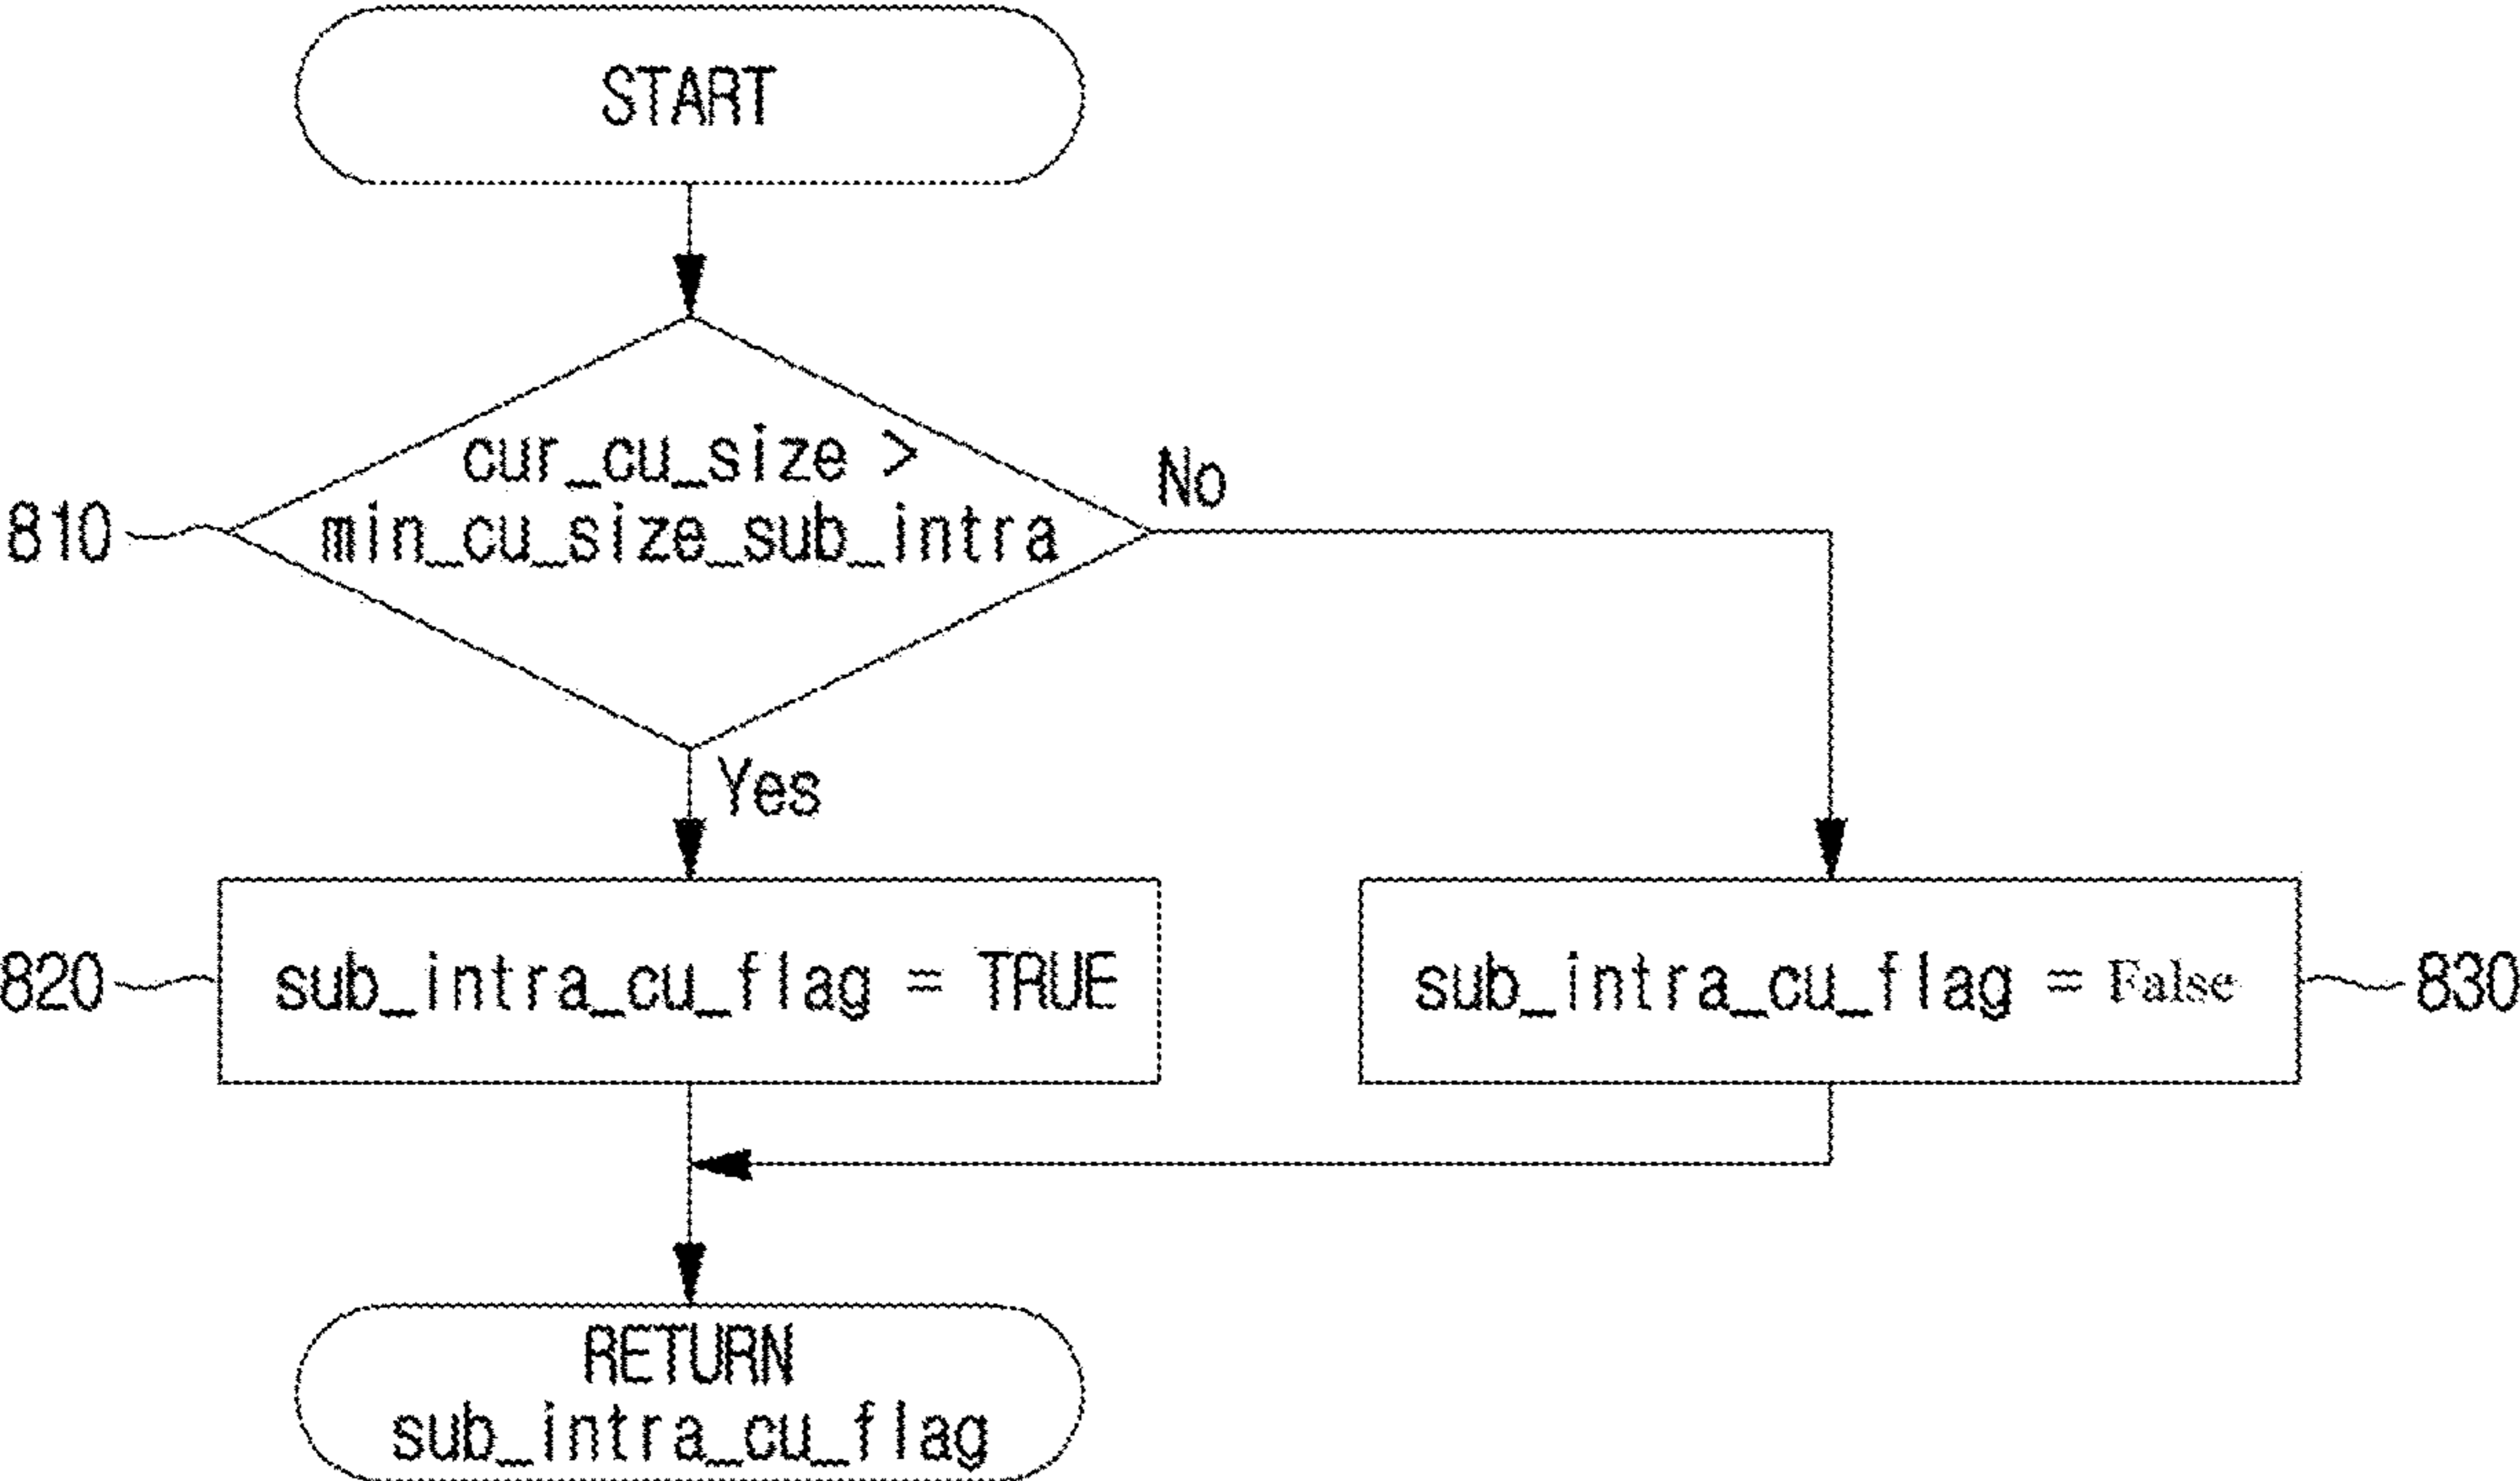 START
cur_cu_size >
min_cu_size_sub_intra
810
No
Yes
820
sub_intra_cu_flag = TRUE
sub_intra_cu_flag = False
830
RETURN
sub_intra_cu_flag